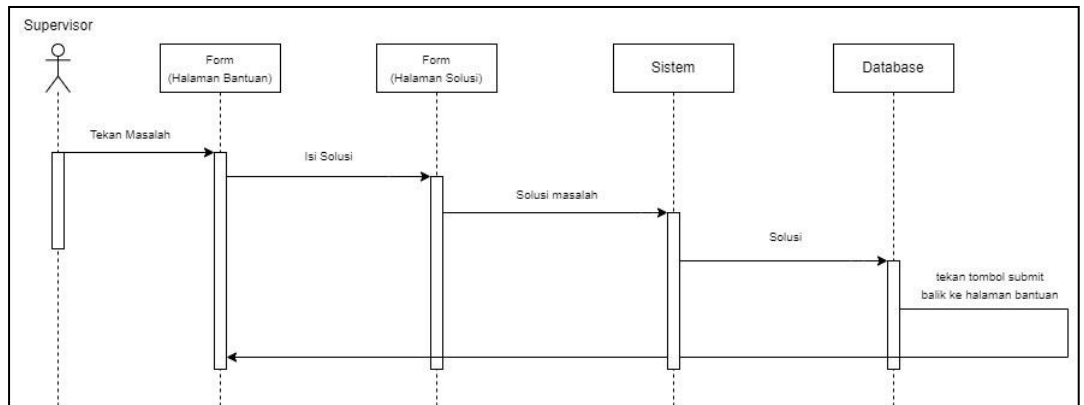 Supervisor
Form
(Halaman Bantuan)
Form
(Halaman Solusi)
Sistem
Database
Tekan Masalah
Isi Solusi
Solusi masalah
Solusi
tekan tombol submit
balik ke halaman bantuan